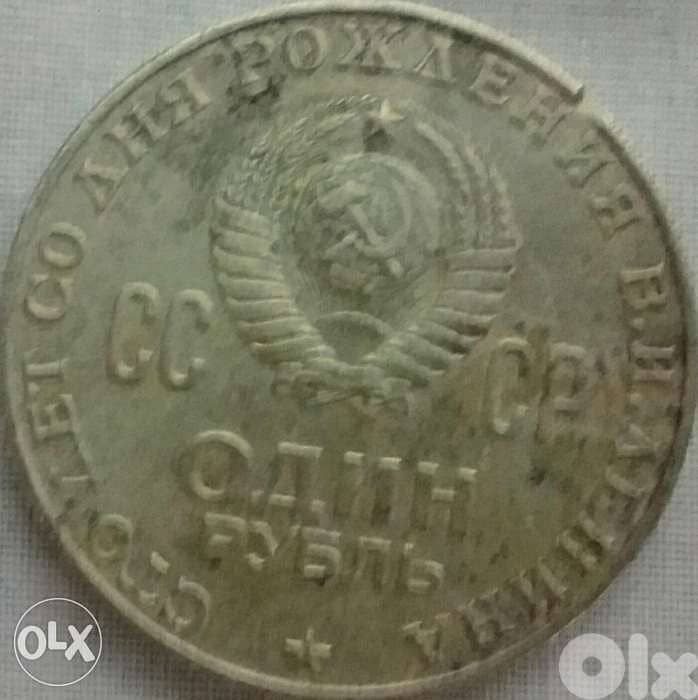 СТО ЛЕТ СО ДНЯ РОЖДЕНИЯ В.И.ЛЕНИНА
СС СР
ОДИН
РУБЛЬ
OLX
OLX